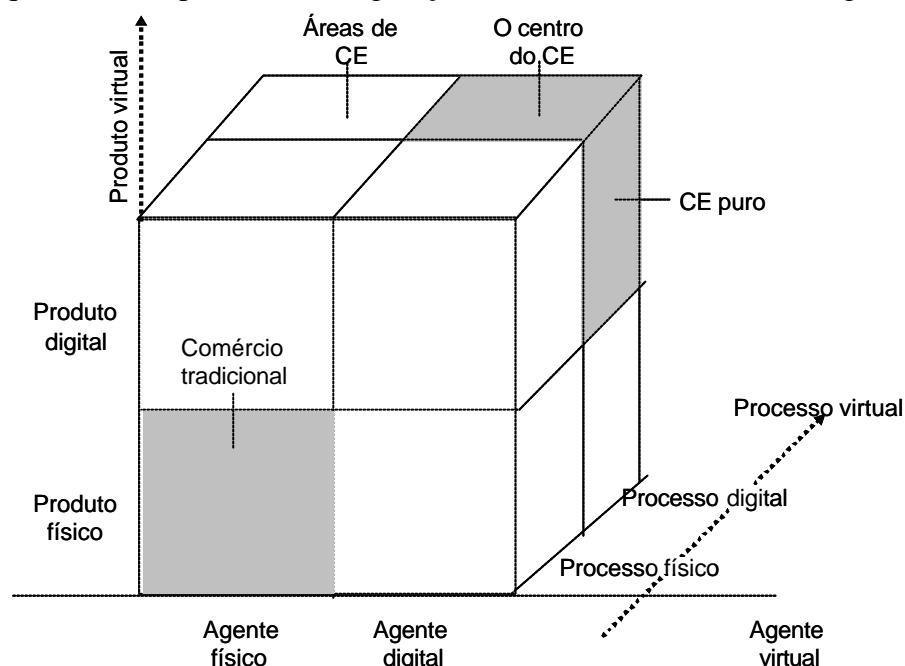 Áreas de
CE
O centro
do CE
Produto virtual
CE puro
Produto
digital
Comércio
tradicional
Processo virtual
Processo digital
Produto
físico
Processo físico
Agente
físico
Agente
digital
Agente
virtual